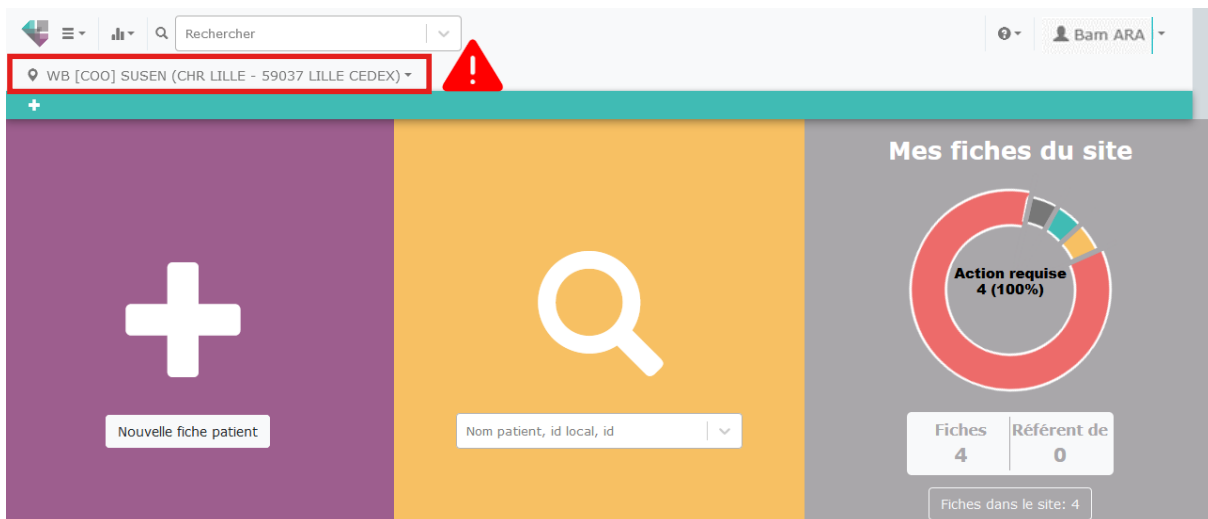 Rechercher
Bam ARA
WB [COO] SUSEN (CHR LILLE - 59037 LILLE CEDEX)
Nouvelle fiche patient
Nom patient, id local, id
Mes fiches du site
Action requise
4 (100%)
Fiches
4
Référent de
0
Fiches dans le site: 4